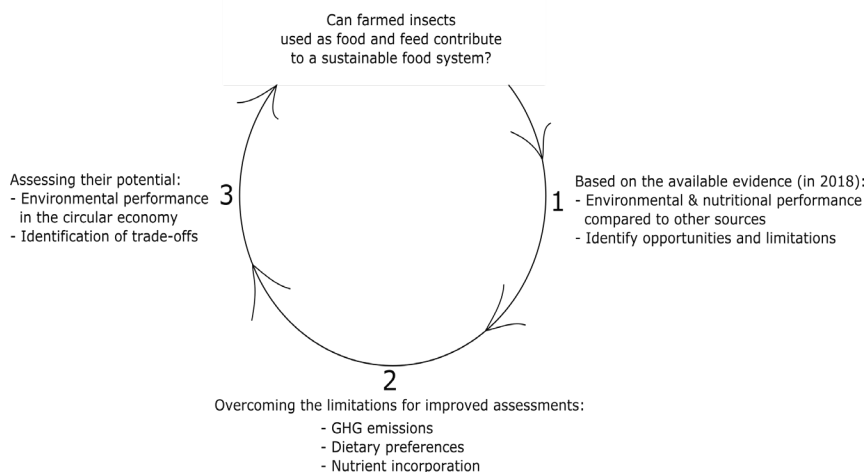 Can farmed insects
used as food and feed contribute
to a sustainable food system?
1
Based on the available evidence (in 2018):
- Environmental & nutritional performance
compared to other sources
- Identify opportunities and limitations
2
Overcoming the limitations for improved assessments:
- GHG emissions
- Dietary preferences
- Nutrient incorporation
3
Assessing their potential:
- Environmental performance
in the circular economy
- Identification of trade-offs